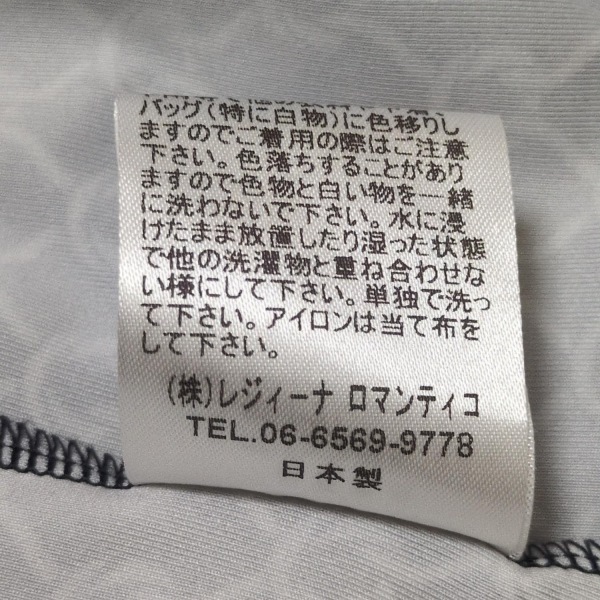 バッグ(特に白物)に色移りし
ますのでご着用の際はご注意
下さい。色落ちすることがあり
ますので色物と白い物を一緒
に洗わないで下さい。水に浸
けたまま放置したり湿った状態
で他の洗濯物と重ね合わせな
い様にして下さい。単独で洗っ
て下さい。アイロンは当て布を
して下さい。
(株)レジィーナ ロマンティコ
TEL.06-6569-9778
日本製